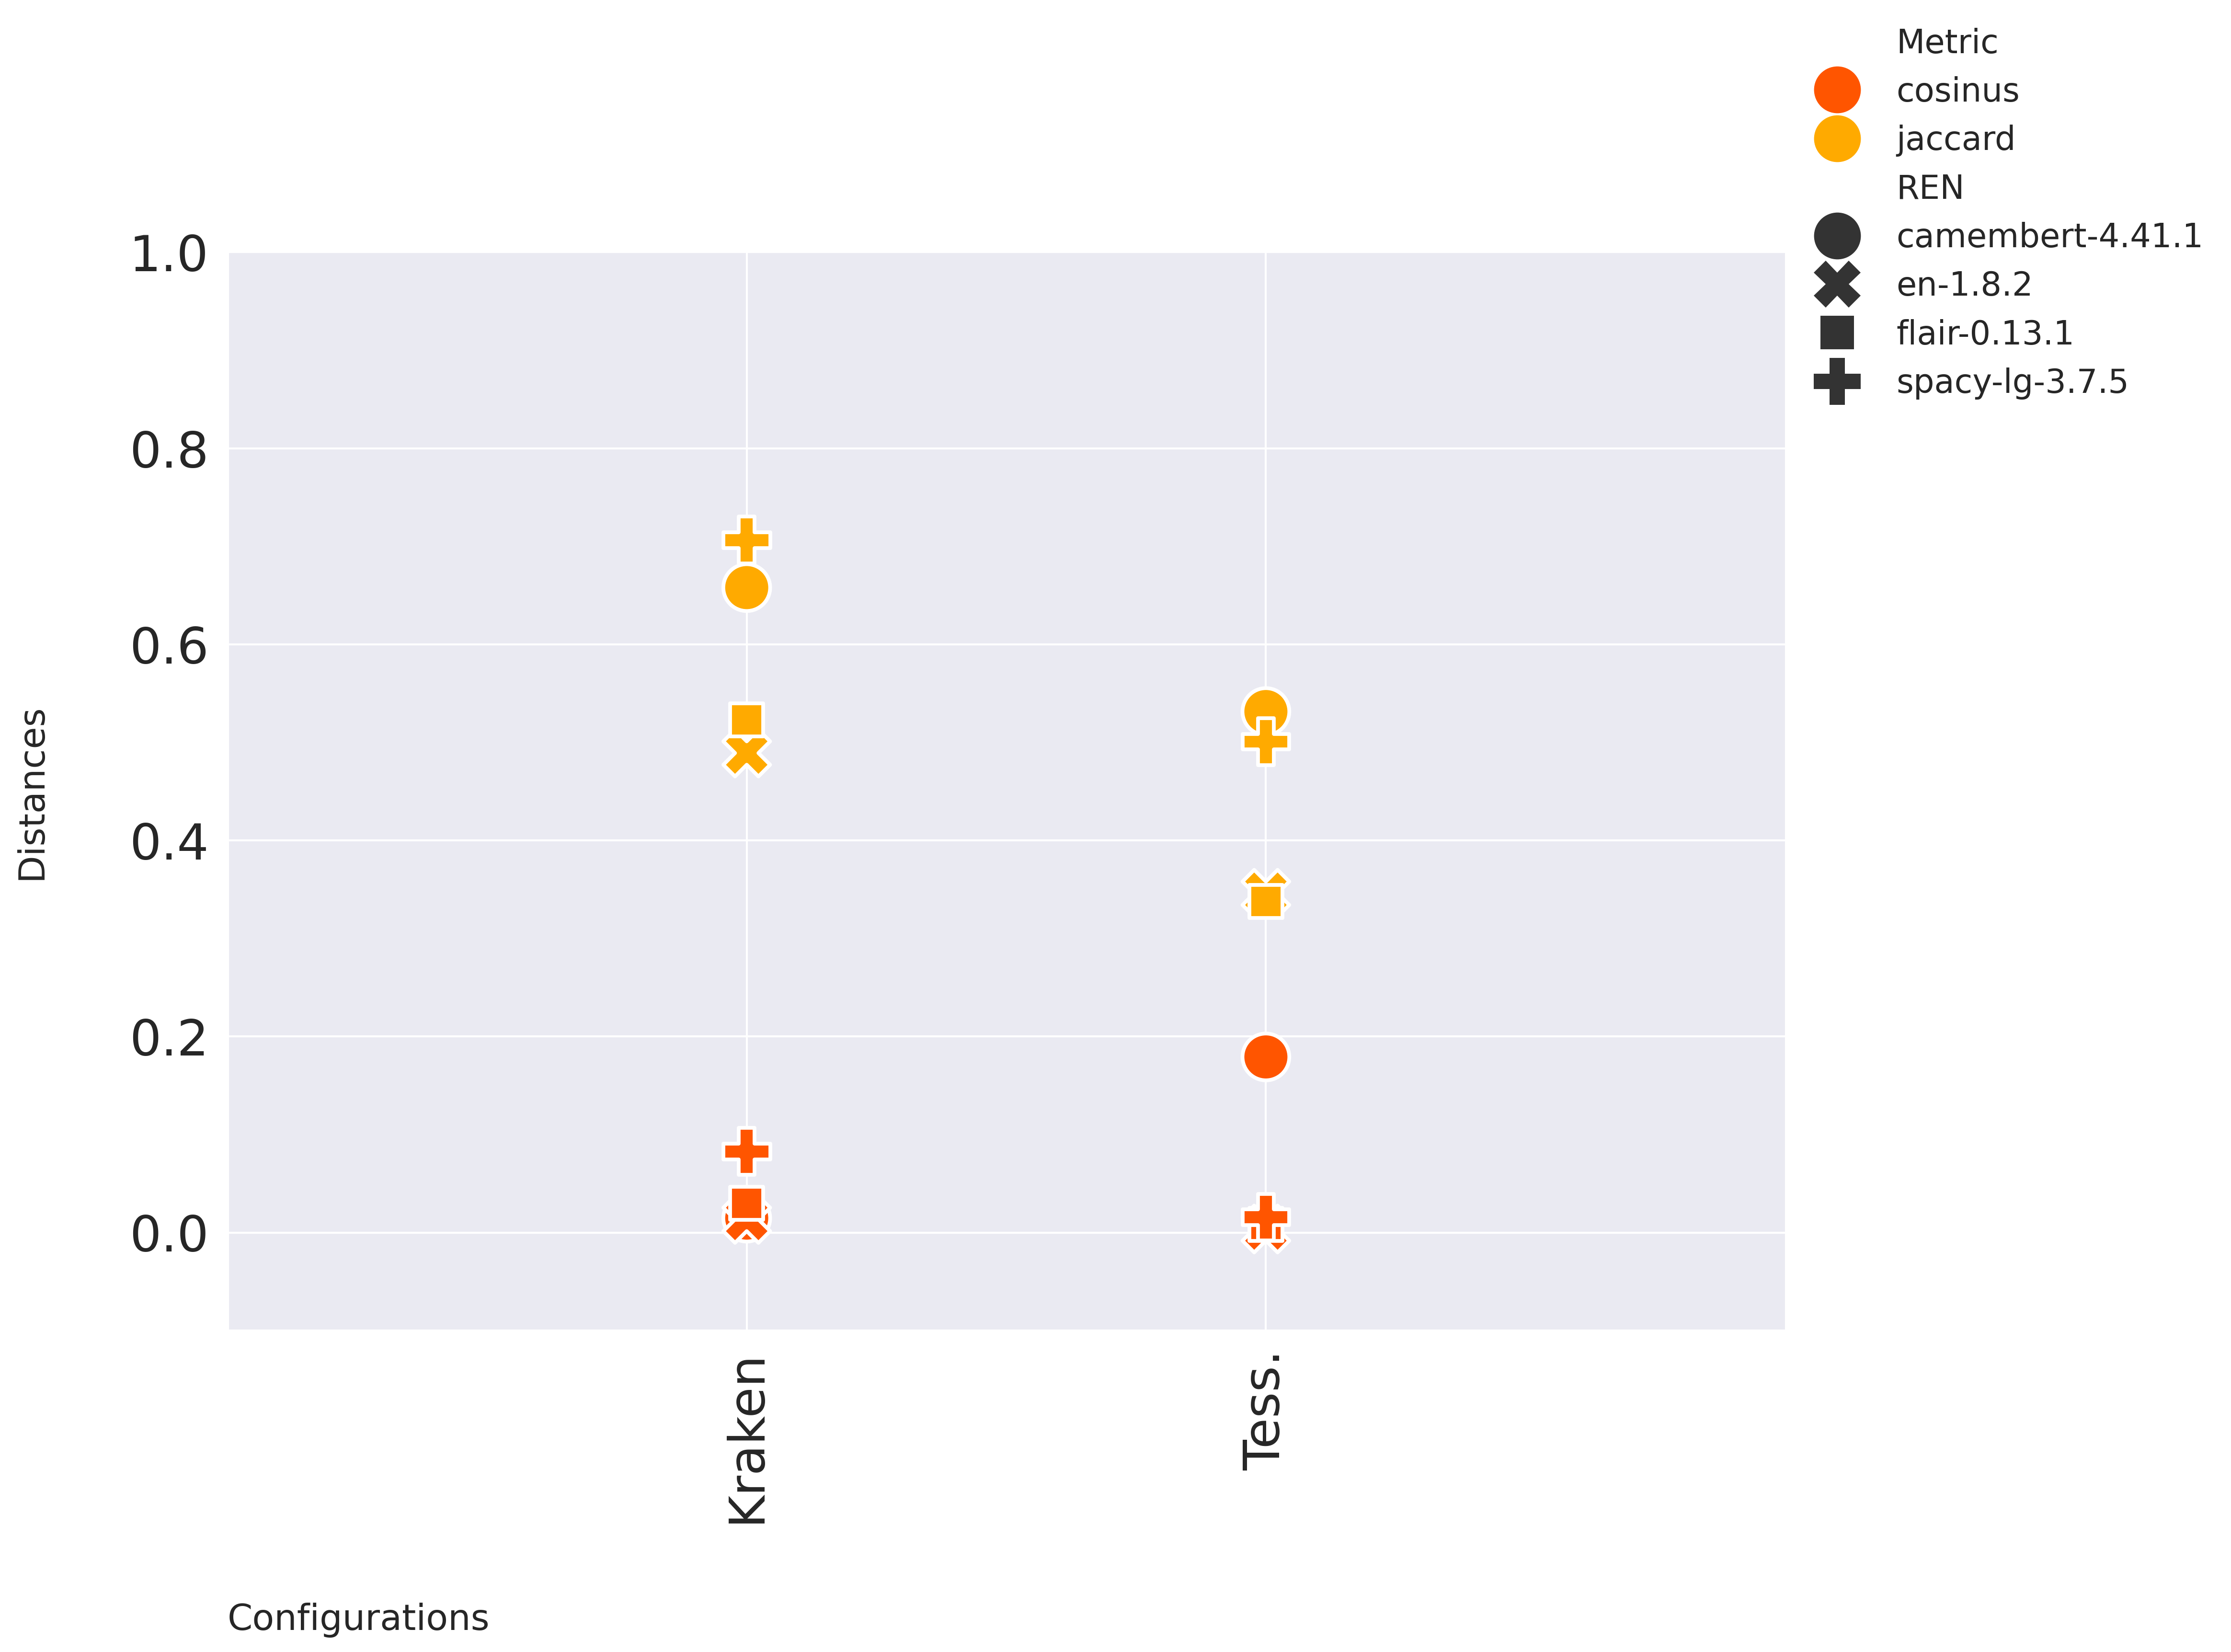 Metric
cosinus
jaccard
REN
camembert-4.41.1
en-1.8.2
flair-0.13.1
spacy-lg-3.7.5
1.0
0.8
0.6
0.4
0.2
0.0
Distances
Kraken
Tess.
Configurations